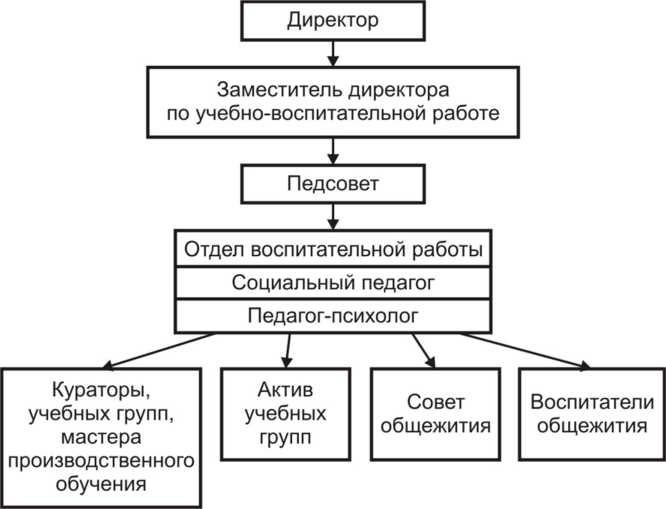 Директор
Заместитель директора
по учебно-воспитательной работе
Педсовет
Отдел воспитательной работы
Социальный педагог
Педагог-психолог
Кураторы,
учебных групп,
мастера
производственного
обучения
Актив
учебных
групп
Совет
общежития
Воспитатели
общежития